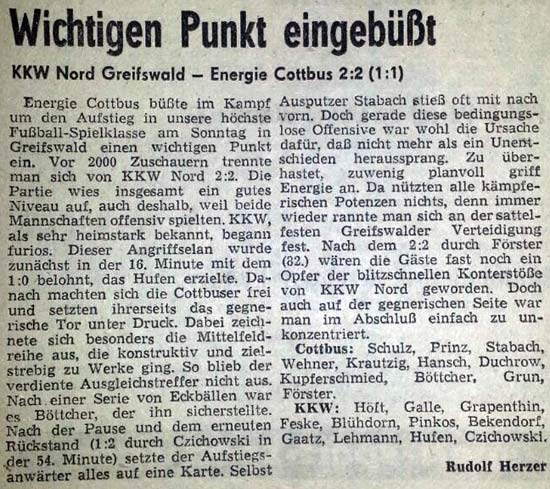 Wichtigen Punkt eingebüßt
KKW Nord Greifswald – Energie Cottbus 2:2 (1:1)
Energie Cottbus büßte im Kampf
um den Aufstieg in unsere höchste
Fußball-Spielklasse am Sonntag in
Greifswald einen wichtigen Punkt
ein. Vor 2000 Zuschauern trennte
man sich von KKW Nord 2:2. Die
Partie wies insgesamt ein gutes
Niveau auf, auch deshalb, weil beide
Mannschaften offensiv spielten. KKW,
als sehr heimstark bekannt, begann
furios. Dieser Angriffselan wurde
zunächst in der 16. Minute mit dem
1:0 belohnt, das Hufen erzielte. Da-
nach machten sich die Cottbuser frei
und setzten ihrerseits das gegne-
rische Tor unter Druck. Dabei zeich-
nete sich besonders die Mittelfeld-
reihe aus, die konstruktiv und ziel-
strebig zu Werke ging. So blieb der
verdiente Ausgleichstreffer nicht aus.
Nach einer Serie von Eckbällen war
es Böttcher, der ihn sicherstellte.
Nach der Pause und dem erneuten
Rückstand (1:2 durch Czichowski in
der 54. Minute) setzte der Aufstiegs-
anwärter alles auf eine Karte. Selbst
Ausputzer Stabach stieß oft mit nach
vorn. Doch gerade diese bedingungs-
lose Offensive war wohl die Ursache
dafür, daß nicht mehr als ein Unent-
schieden heraussprang. Zu über-
hastet, zuwenig planvoll griff
Energie an. Da nützten alle kämpfe-
rischen Potenzen nichts, denn immer
wieder rannte man sich an der sattel-
festen Greifswalder Verteidigung
fest. Nach dem 2:2 durch Förster
(82.) wären die Gäste fast noch ein
Opfer der blitzschnellen Konterstöße
von KKW Nord geworden. Doch
auch auf der gegnerischen Seite war
man im Abschluß einfach zu un-
konzentriert.
Cottbus: Schulz, Prinz, Stabach,
Wehner, Krautzig, Hansch, Duchrow,
Kupferschmied, Böttcher, Grun,
Förster.
KKW: Höft, Galle, Grapenthin,
Feske, Blühdorn, Pinkos, Bekendorf,
Gaatz, Lehmann, Hufen, Czichowski.
Rudolf Herzer